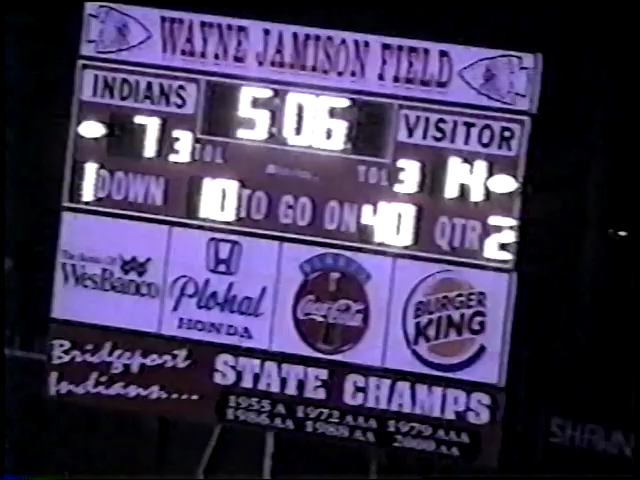 WAYNE JAMISON FIELD
INDIANS 5:06 VISITOR
7 3 TOL TOL 3 14
1 DOWN 10 TO GO ON 40 QTR 2
WesBanco
Plohal
HONDA
Coca-Cola
BURGER
KING
Bridgeport
Indians...
STATE CHAMPS
1955 A 1972 AAA 1979 AAA
1986 AA 1988 AA 2000 AA
SHAWN